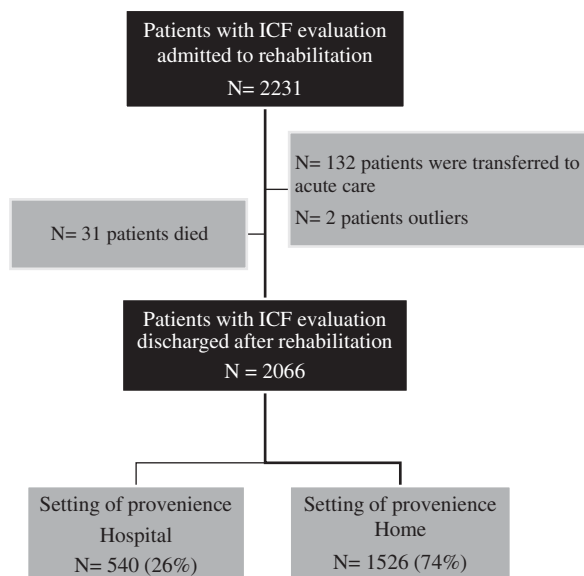 Patients with ICF evaluation
admitted to rehabilitation
N= 2231
N= 132 patients were transferred to
acute care
N= 2 patients outliers
N= 31 patients died
Patients with ICF evaluation
discharged after rehabilitation
N = 2066
Setting of provenience
Hospital
N= 540 (26%)
Setting of provenience
Home
N= 1526 (74%)